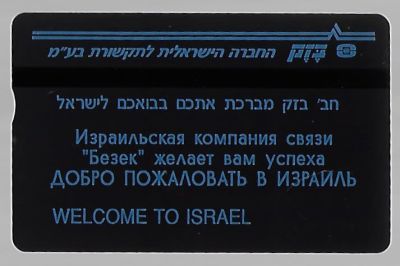 בזק החברה הישראלית לתקשורת בע"מ
חב' בזק מברכת אתכם בבואכם לישראל
Израильская компания связи
"Безек" желает вам успеха
ДОБРО ПОЖАЛОВАТЬ В ИЗРАИЛЬ
WELCOME TO ISRAEL